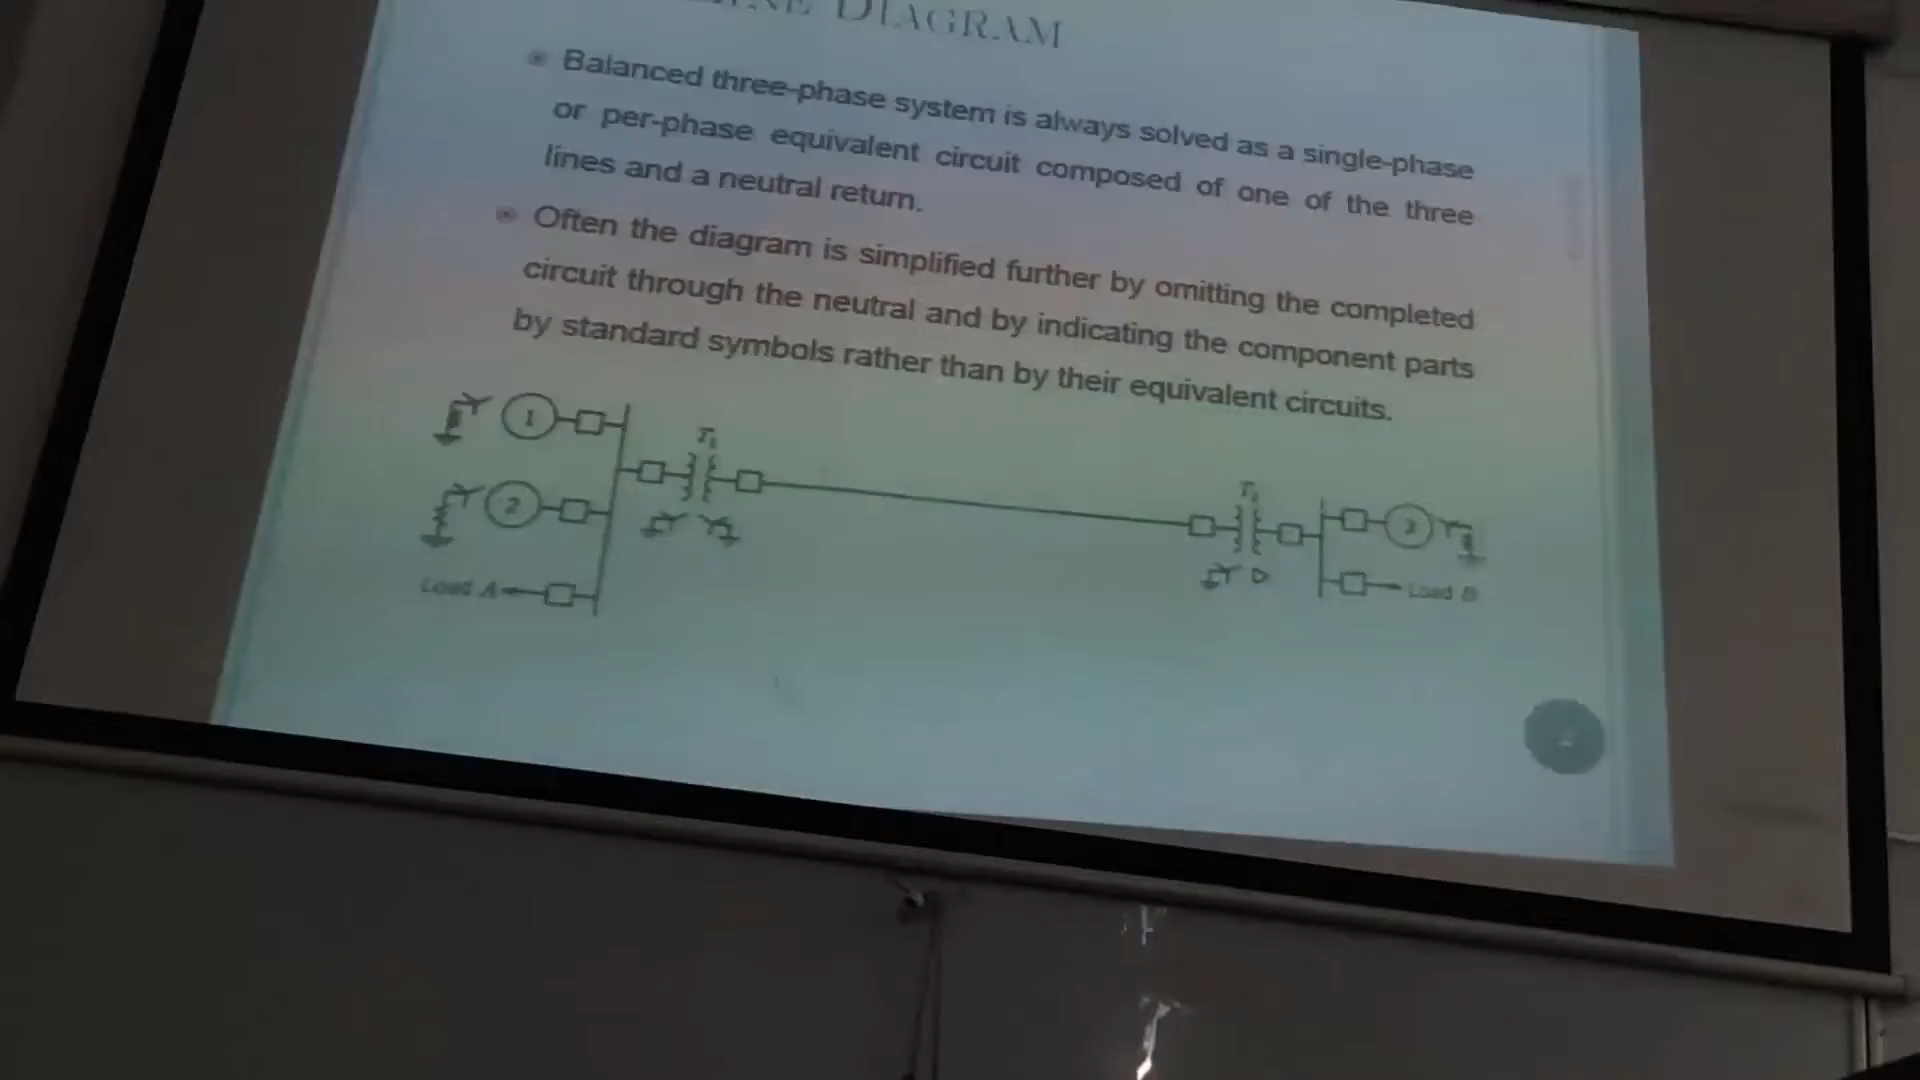 DIAGRAM
Balanced three-phase system is always solved as a single-phase
or per-phase equivalent circuit composed of one of the three
lines and a neutral return.
Often the diagram is simplified further by omitting the completed
circuit through the neutral and by indicating the component parts
by standard symbols rather than by their equivalent circuits.
1
T₁
2
T₂
3
Load A
Load B